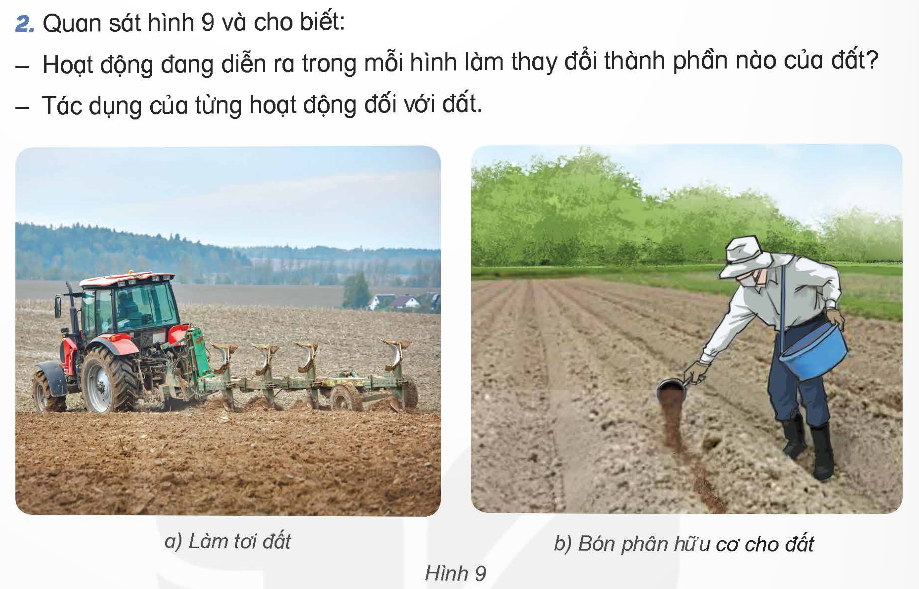 2. Quan sát hình 9 và cho biết:
– Hoạt động đang diễn ra trong mỗi hình làm thay đổi thành phần nào của đất?
– Tác dụng của từng hoạt động đối với đất.
a) Làm tơi đất
b) Bón phân hữu cơ cho đất
Hình 9